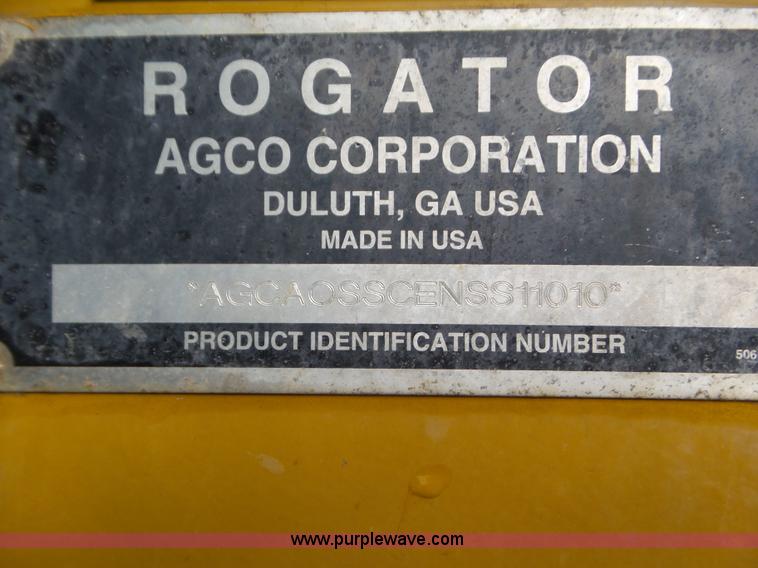 ROGATOR
AGCO CORPORATION
DULUTH, GA USA
MADE IN USA
*AGCAOSSCENSS11010*
PRODUCT IDENTIFICATION NUMBER
506
www.purplewave.com